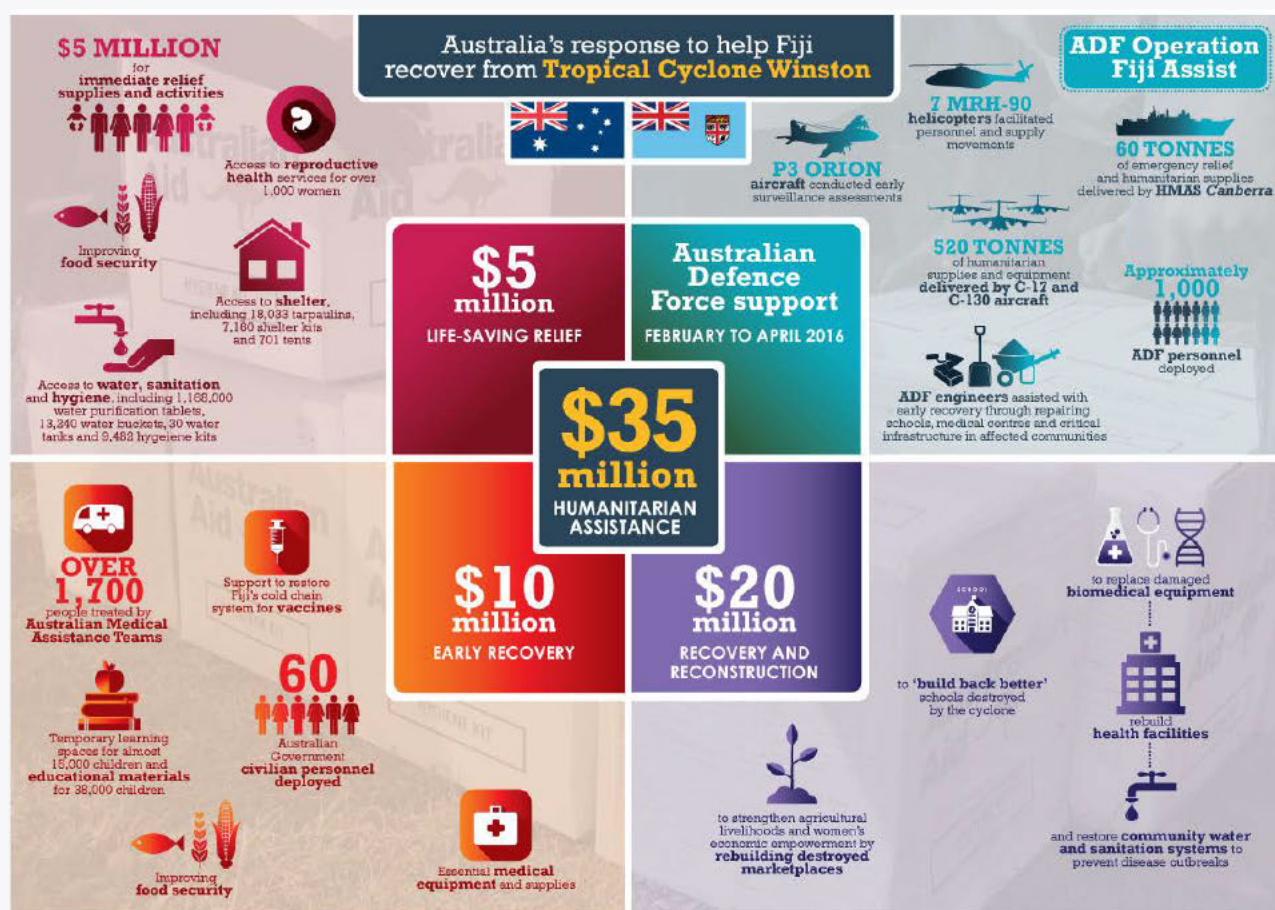 Australia's response to help Fiji
recover from Tropical Cyclone Winston
$5 MILLION
for
immediate relief
supplies and activities
Access to reproductive
health services for over
1,000 women
Improving
food security
Access to shelter,
including 18,033 tarpaulins,
7,160 shelter kits
and 701 tents
Access to water, sanitation
and hygiene, including 1,168,000
water purification tablets,
13,240 water buckets, 30 water
tanks and 9,482 hygeiene kits
ADF Operation
Fiji Assist
7 MRH-90
helicopters facilitated
personnel and supply
movements
P3 ORION
aircraft conducted early
surveillance assessments
60 TONNES
of emergency relief
and humanitarian supplies
delivered by HMAS Canberra
520 TONNES
of humanitarian
supplies and equipment
delivered by C-17 and
C-130 aircraft
Approximately
1,000
ADF personnel
deployed
ADF engineers assisted with
early recovery through repairing
schools, medical centres and critical
infrastructure in affected communities
$5
million
LIFE-SAVING RELIEF
Australian
Defence
Force support
FEBRUARY TO APRIL 2016
$35
million
HUMANITARIAN
ASSISTANCE
$10
million
EARLY RECOVERY
$20
million
RECOVERY AND
RECONSTRUCTION
OVER
1,700
people treated by
Australian Medical
Assistance Teams
Support to restore
Fiji's cold chain
system for vaccines
Temporary learning
spaces for almost
15,000 children and
educational materials
for 38,000 children
60
Australian
Government
civilian personnel
deployed
Improving
food security
Essential medical
equipment and supplies
SCHOOL
to 'build back better'
schools destroyed
by the cyclone
to replace damaged
biomedical equipment
rebuild
health facilities
and restore community water
and sanitation systems to
prevent disease outbreaks
to strengthen agricultural
livelihoods and women's
economic empowerment by
rebuilding destroyed
marketplaces
Australian
Aid